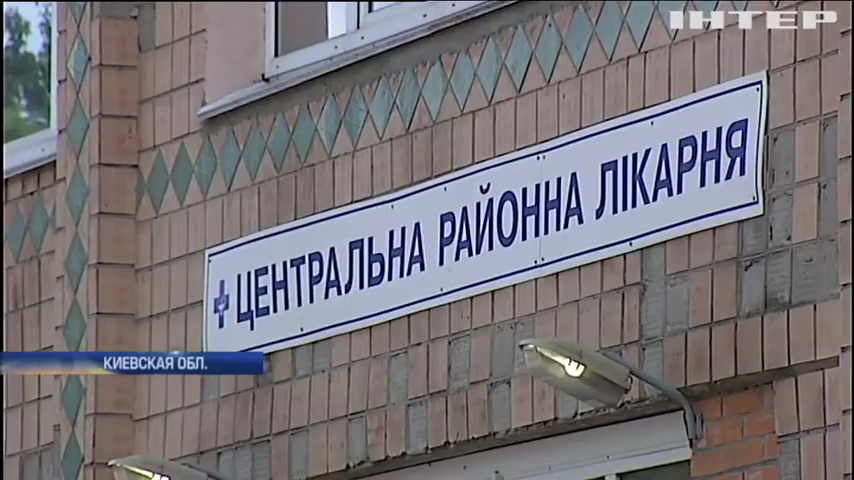 ІНТЕР
ЦЕНТРАЛЬНА РАЙОННА ЛІКАРНЯ
КИЕВСКАЯ ОБЛ.